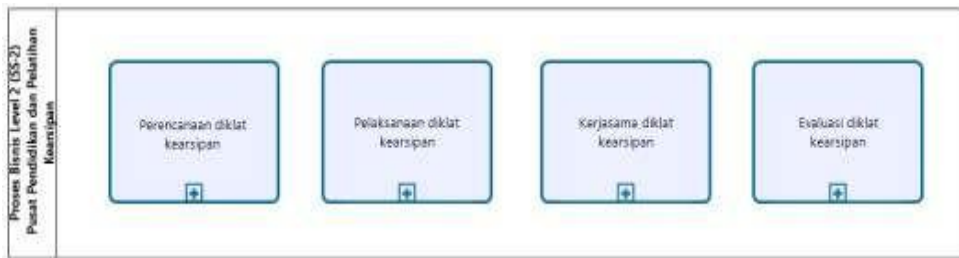 Proses Bisnis Level 2 (SS-2)
Pusat Pendidikan dan Pelatihan
Kearsipan
Perencanaan diklat
kearsipan
Pelaksanaan diklat
kearsipan
Kerjasama diklat
kearsipan
Evaluasi diklat
kearsipan